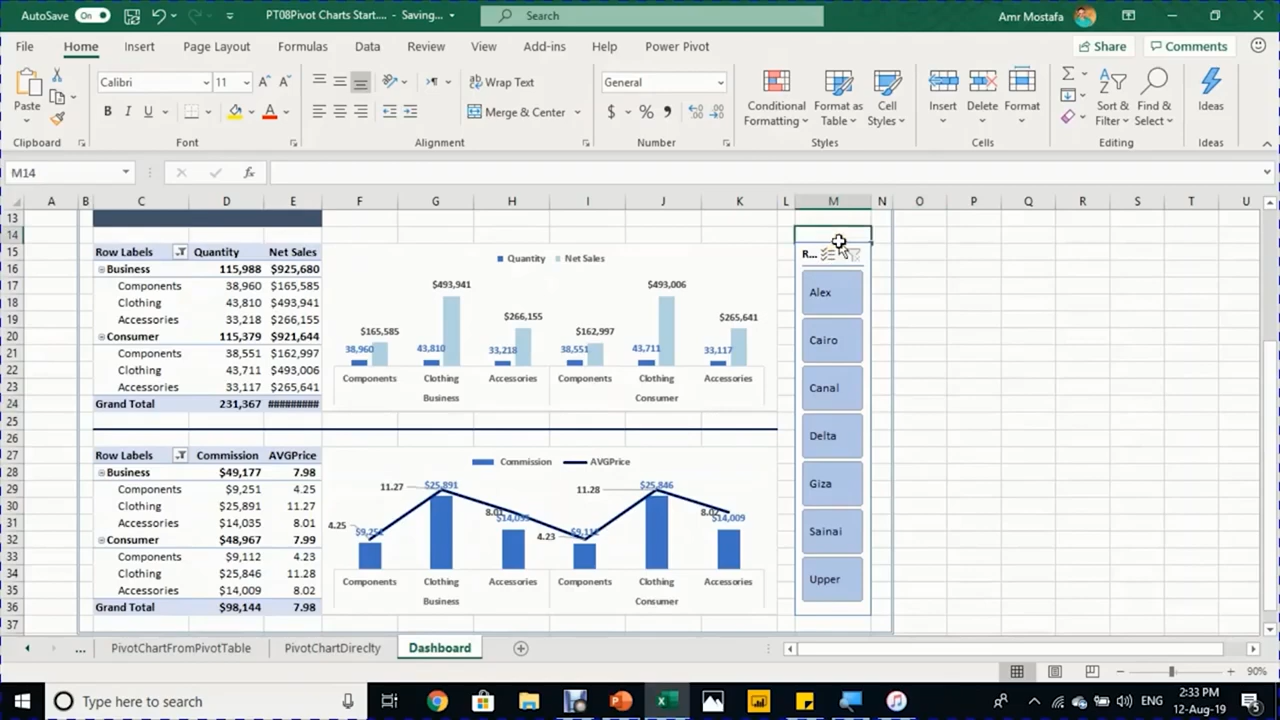 AutoSave On PT08Pivot Charts Start.... - Saving... Search Amr Mostafa
File Home Insert Page Layout Formulas Data Review View Add-ins Help Power Pivot Share Comments
Calibri 11 Wrap Text General
Paste B I U Merge & Center $ % Conditional Formatting Format as Table Cell Styles Insert Delete Format Sort & Filter Find & Select Ideas
Clipboard Font Alignment Number Styles Cells Editing Ideas
M14 fx
A B C D E F G H I J K L M N O P Q R S T U
13
14
15 Row Labels Quantity Net Sales
16 Business 115,988 $925,680
17 Components 38,960 $165,585
18 Clothing 43,810 $493,941
19 Accessories 33,218 $266,155
20 Consumer 115,379 $921,644
21 Components 38,551 $162,997
22 Clothing 43,711 $493,006
23 Accessories 33,117 $265,641
24 Grand Total 231,367 #########
25
26
27 Row Labels Commission AVGPrice
28 Business $49,177 7.98
29 Components $9,251 4.25
30 Clothing $25,891 11.27
31 Accessories $14,035 8.01
32 Consumer $48,967 7.99
33 Components $9,112 4.23
34 Clothing $25,846 11.28
35 Accessories $14,009 8.02
36 Grand Total $98,144 7.98
37
Quantity Net Sales
$493,941 $493,006
$266,155 $265,641
$165,585 $162,997
38,960 43,810 33,218 38,551 43,711 33,117
Components Clothing Accessories Components Clothing Accessories
Business Consumer
Commission AVGPrice
11.27 $25,891 11.28 $25,846
8.01 $14,035 8.02 $14,009
4.25 4.23
Components Clothing Accessories Components Clothing Accessories
Business Consumer
R...
Alex
Cairo
Canal
Delta
Giza
Sainai
Upper
... PivotChartFromPivotTable PivotChartDireclty Dashboard
90%
Type here to search ENG 2:33 PM
12-Aug-19 5